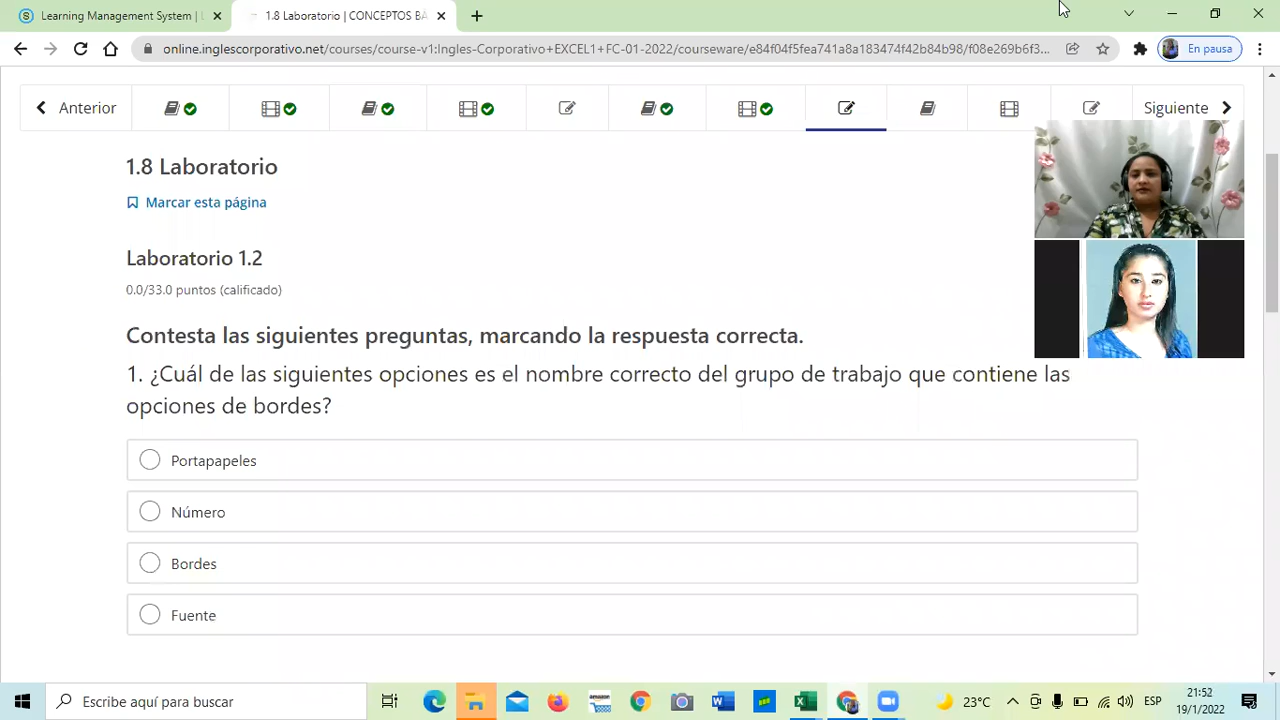 Learning Management System | L
1.8 Laboratorio | CONCEPTOS BÁ
online.inglescorporativo.net/courses/course-v1:Ingles-Corporativo+EXCEL1+FC-01-2022/courseware/e84f04f5fea741a8a183474f42b84b98/f08e269b6f3...
En pausa
Anterior
Siguiente
1.8 Laboratorio
Marcar esta página
Laboratorio 1.2
0.0/33.0 puntos (calificado)
Contesta las siguientes preguntas, marcando la respuesta correcta.
1. ¿Cuál de las siguientes opciones es el nombre correcto del grupo de trabajo que contiene las
opciones de bordes?
Portapapeles
Número
Bordes
Fuente
Escribe aquí para buscar
23°C
ESP
21:52
19/1/2022